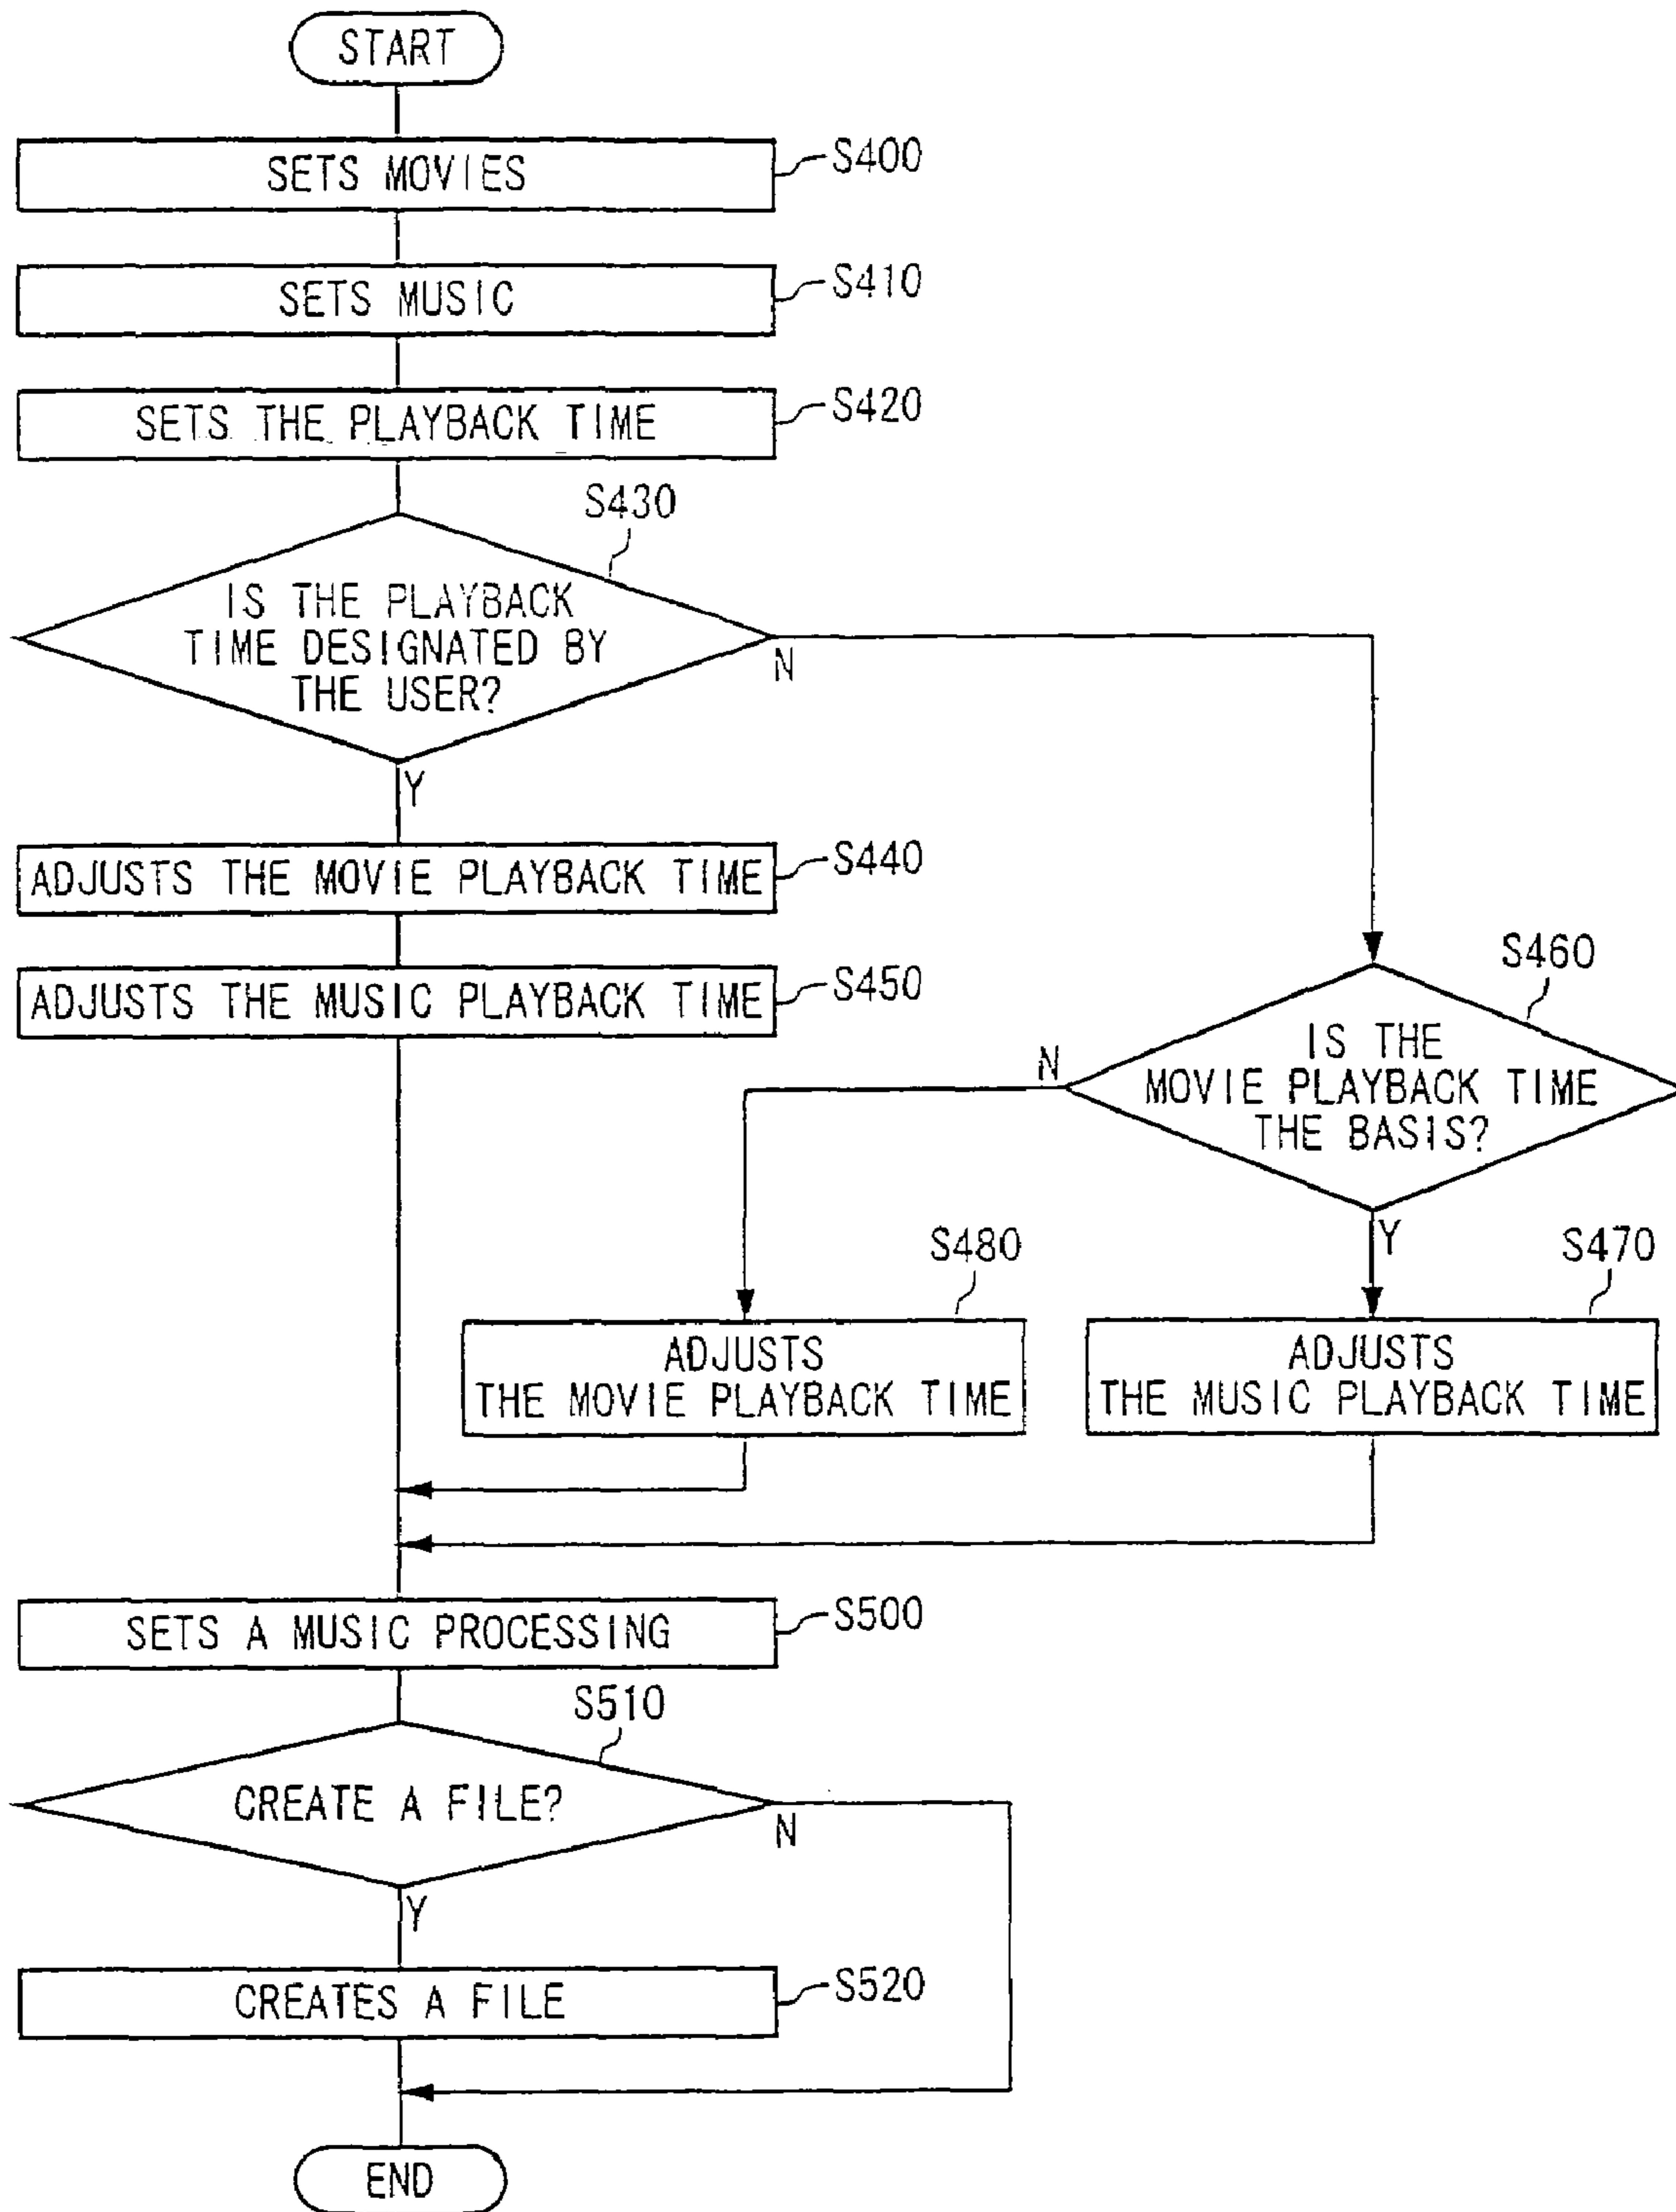 START
SETS MOVIES
S400
SETS MUSIC
S410
SETS THE PLAYBACK TIME
S420
S430
IS THE PLAYBACK
TIME DESIGNATED BY
THE USER?
N
Y
ADJUSTS THE MOVIE PLAYBACK TIME
S440
ADJUSTS THE MUSIC PLAYBACK TIME
S450
S460
IS THE
MOVIE PLAYBACK TIME
THE BASIS?
N
Y
S480
ADJUSTS
THE MOVIE PLAYBACK TIME
S470
ADJUSTS
THE MUSIC PLAYBACK TIME
SETS A MUSIC PROCESSING
S500
S510
CREATE A FILE?
N
Y
CREATES A FILE
S520
END